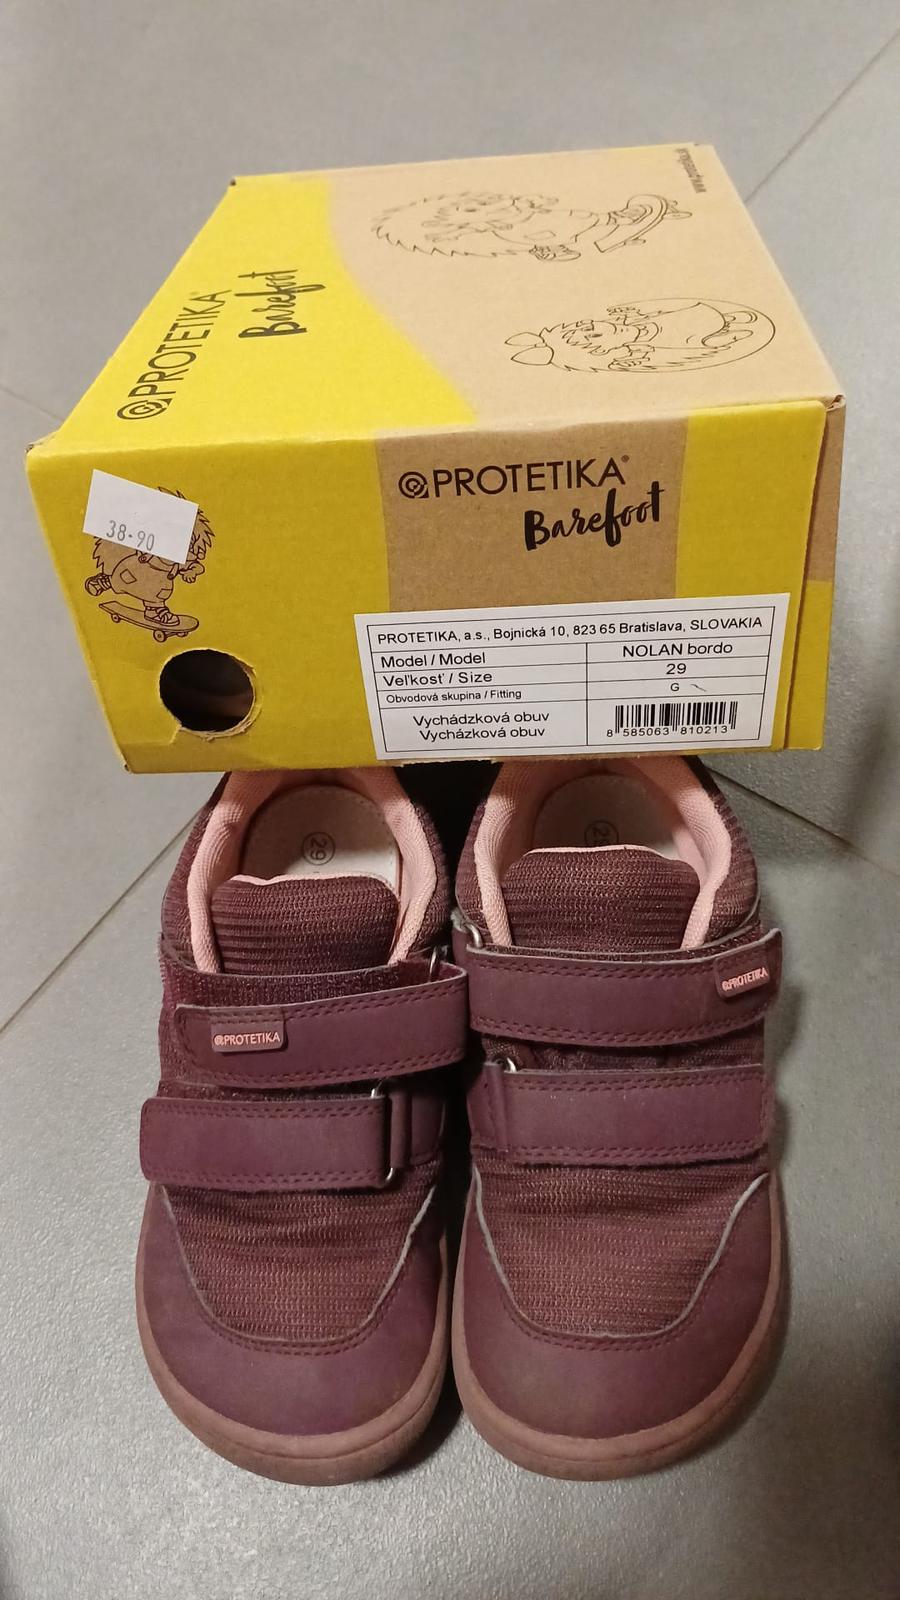 @PROTETIKA®
Barefoot
@PROTETIKA®
Barefoot
38-90
PROTETIKA, a.s., Bojnická 10, 823 65 Bratislava, SLOVAKIA
Model / Model NOLAN bordo
Veľkosť / Size 29
Obvodová skupina / Fitting G
Vychádzková obuv
Vycházková obuv
8 585063 810213
29
@PROTETIKA
@PROTETIKA